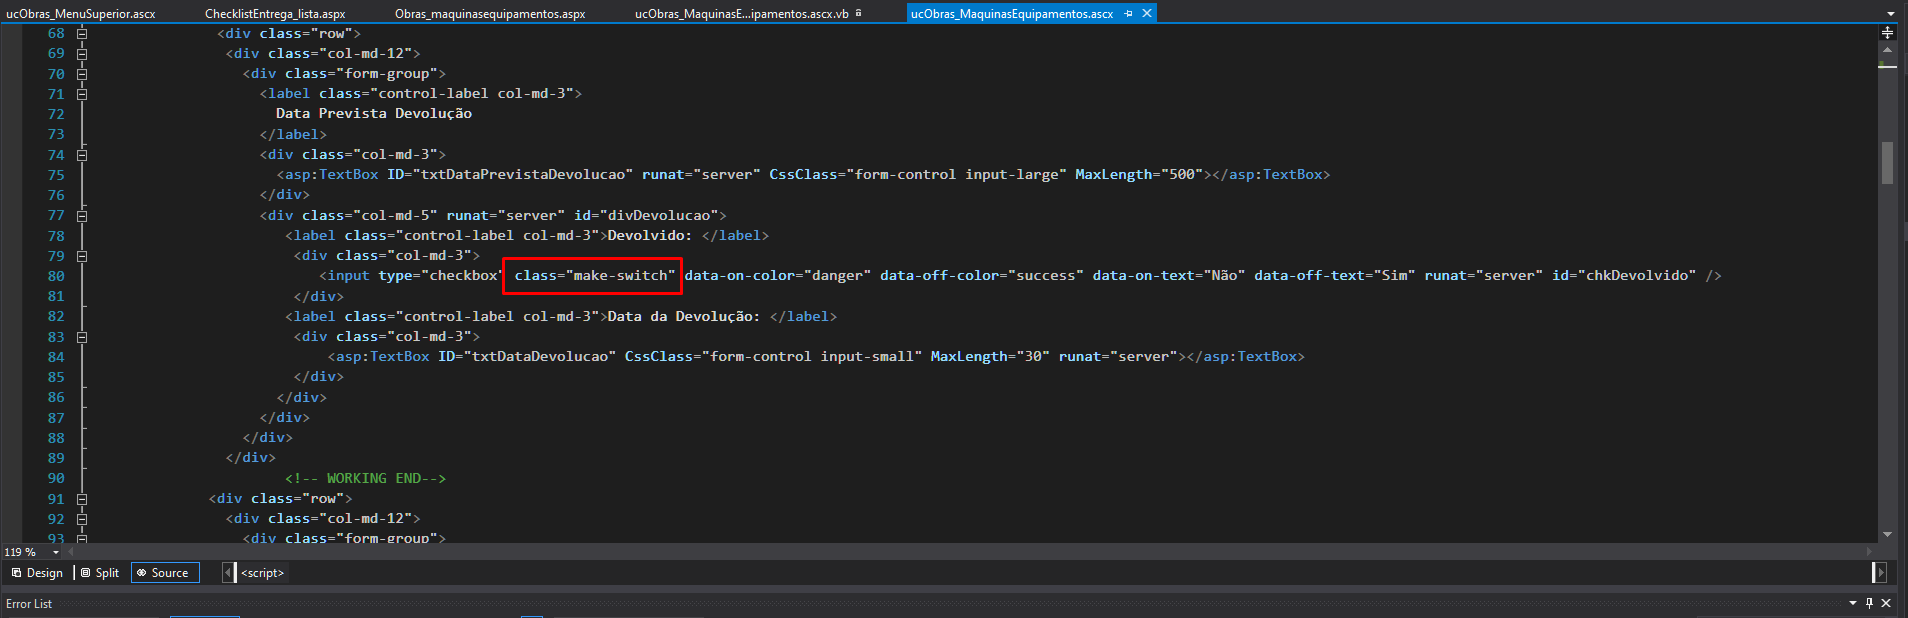 ucObras_MenuSuperior.ascx ChecklistEntrega_lista.aspx Obras_maquinasequipamentos.aspx ucObras_MaquinasE...ipamentos.ascx.vb ucObras_MaquinasEquipamentos.ascx
68 <div class="row">
69 <div class="col-md-12">
70 <div class="form-group">
71 <label class="control-label col-md-3">
72 Data Prevista Devolução
73 </label>
74 <div class="col-md-3">
75 <asp:TextBox ID="txtDataPrevistaDevolucao" runat="server" CssClass="form-control input-large" MaxLength="500"></asp:TextBox>
76 </div>
77 <div class="col-md-5" runat="server" id="divDevolucao">
78 <label class="control-label col-md-3">Devolvido: </label>
79 <div class="col-md-3">
80 <input type="checkbox" class="make-switch" data-on-color="danger" data-off-color="success" data-on-text="Não" data-off-text="Sim" runat="server" id="chkDevolvido" />
81 </div>
82 <label class="control-label col-md-3">Data da Devolução: </label>
83 <div class="col-md-3">
84 <asp:TextBox ID="txtDataDevolucao" CssClass="form-control input-small" MaxLength="30" runat="server"></asp:TextBox>
85 </div>
86 </div>
87 </div>
88 </div>
89 </div>
90 <!-- WORKING END-->
91 <div class="row">
92 <div class="col-md-12">
93 <div class="form-group">
119 %
Design Split Source <script>
Error List